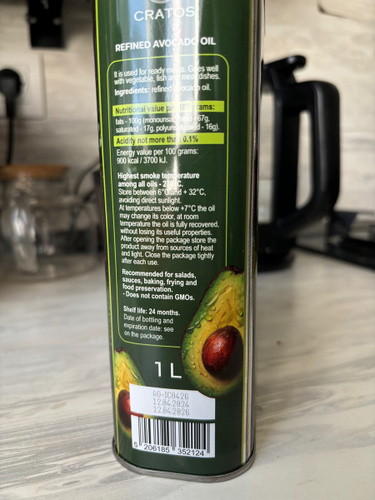 CRATOS
REFINED AVOCADO OIL
It is used for ready meals. Goes well
with vegetable, fish and meat dishes.
Ingredients: refined avocado oil.
Nutritional value per 100 grams:
fats - 100g (monounsaturated - 67g,
saturated - 17g, polyunsaturated - 16g).
Acidity not more than 0.1%
Energy value per 100 grams:
900 kcal / 3700 kJ.
Highest smoke temperature
among all oils - °C.
Store between 6°C and + 32°C,
avoiding direct sunlight.
At temperatures below +7°C the oil
may change its color, at room
temperature the oil is fully recovered,
without losing its useful properties.
After opening the package store the
product away from sources of heat
and light. Close the package tightly
after each use.
Recommended for salads,
sauces, baking, frying and
food preservation.
- Does not contain GMOs.
Shelf life: 24 months.
Date of bottling and
expiration date: see
on the package.
1 L
AO-DC0426
12.04.2024
12.04.2026
5 206185 352124